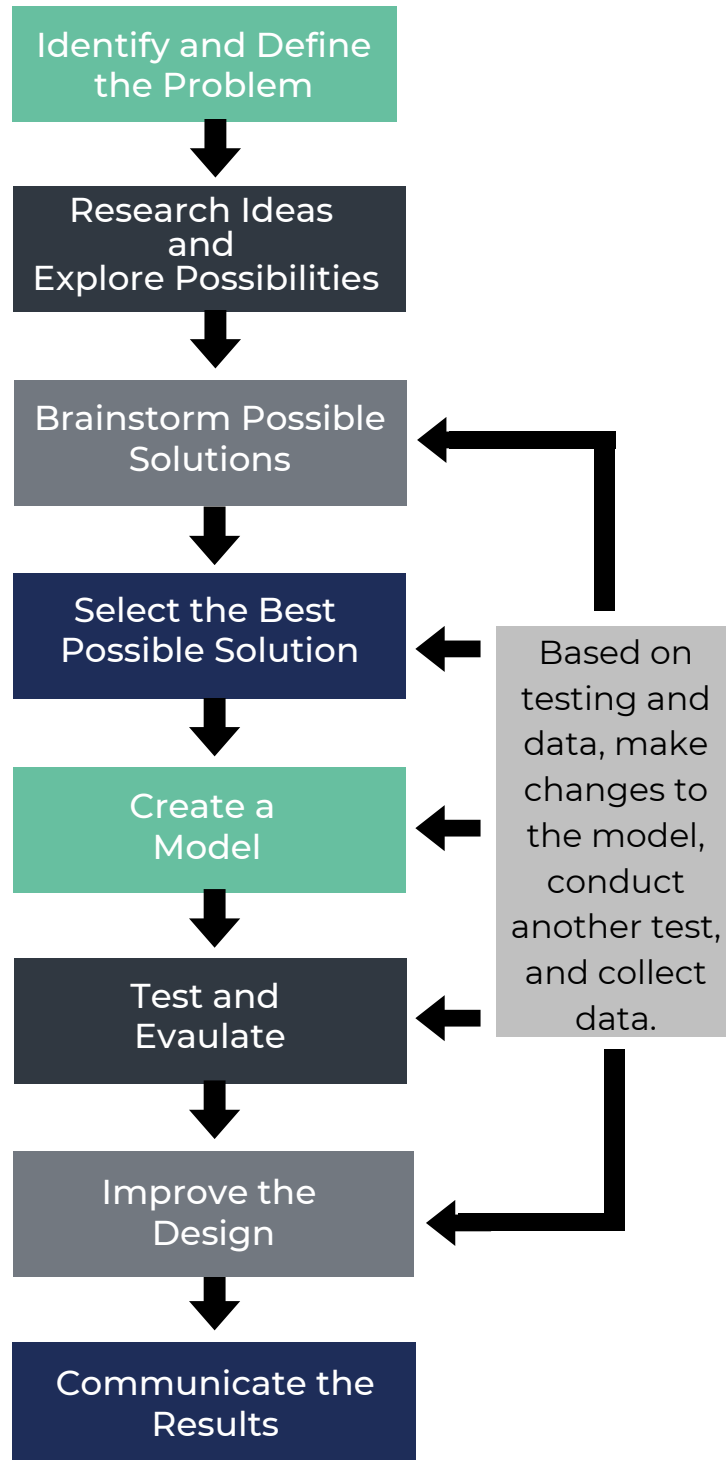 Identify and Define
the Problem
Research Ideas
and
Explore Possibilities
Brainstorm Possible
Solutions
Select the Best
Possible Solution
Create a
Model
Test and
Evaulate
Improve the
Design
Communicate the
Results
Based on
testing and
data, make
changes to
the model,
conduct
another test,
and collect
data.